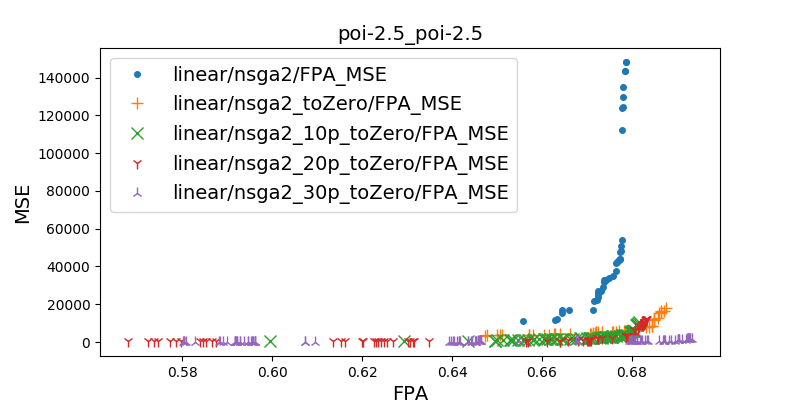 poi-2.5_poi-2.5
linear/nsga2/FPA_MSE
linear/nsga2_toZero/FPA_MSE
linear/nsga2_10p_toZero/FPA_MSE
linear/nsga2_20p_toZero/FPA_MSE
linear/nsga2_30p_toZero/FPA_MSE
MSE
140000
120000
100000
80000
60000
40000
20000
0
0.58 0.60 0.62 0.64 0.66 0.68
FPA